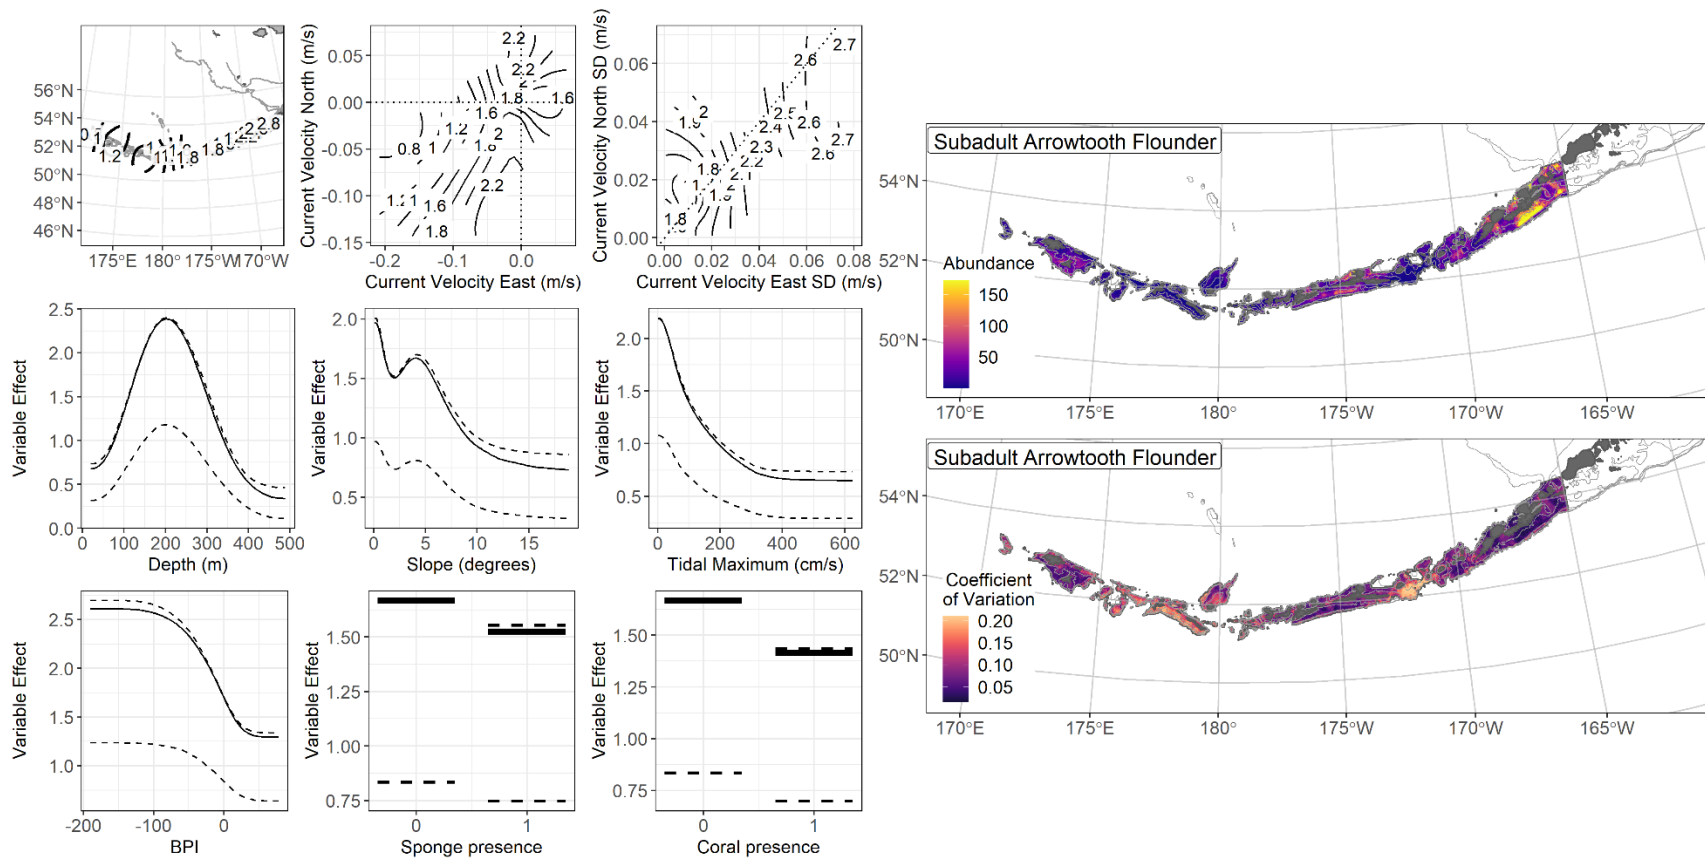 56°N
54°N
52°N
50°N
48°N
46°N
1.2
1.8
1.8
2.8
175°E 180° 175°W 170°W
Current Velocity North (m/s)
0.05
0.00
-0.05
-0.10
-0.15
2.2
2.2
1.8
1.6
1.6
1.2
2
0.8
1
1.8
2.2
1.2
1
1.6
1.8
-0.2 -0.1 0.0
Current Velocity East (m/s)
Current Velocity North SD (m/s)
0.06
0.04
0.02
0.00
2.7
2.6
2
1.9
2.5
2.4
2.6
2.7
2.3
2.6
2.2
1.8
1.8
0.00 0.02 0.04 0.06 0.08
Current Velocity East SD (m/s)
Variable Effect
2.5
2.0
1.5
1.0
0.5
0.0
0 100 200 300 400 500
Depth (m)
Variable Effect
2.0
1.5
1.0
0.5
0 5 10 15
Slope (degrees)
Variable Effect
2.0
1.5
1.0
0.5
0 200 400 600
Tidal Maximum (cm/s)
Variable Effect
2.5
2.0
1.5
1.0
-200 -100 0
BPI
Variable Effect
1.50
1.25
1.00
0.75
0 1
Sponge presence
Variable Effect
1.50
1.25
1.00
0.75
0 1
Coral presence
Subadult Arrowtooth Flounder
54°N
52°N
50°N
Abundance
150
100
50
170°E 175°E 180° 175°W 170°W 165°W
Subadult Arrowtooth Flounder
54°N
52°N
50°N
Coefficient
of Variation
0.20
0.15
0.10
0.05
170°E 175°E 180° 175°W 170°W 165°W